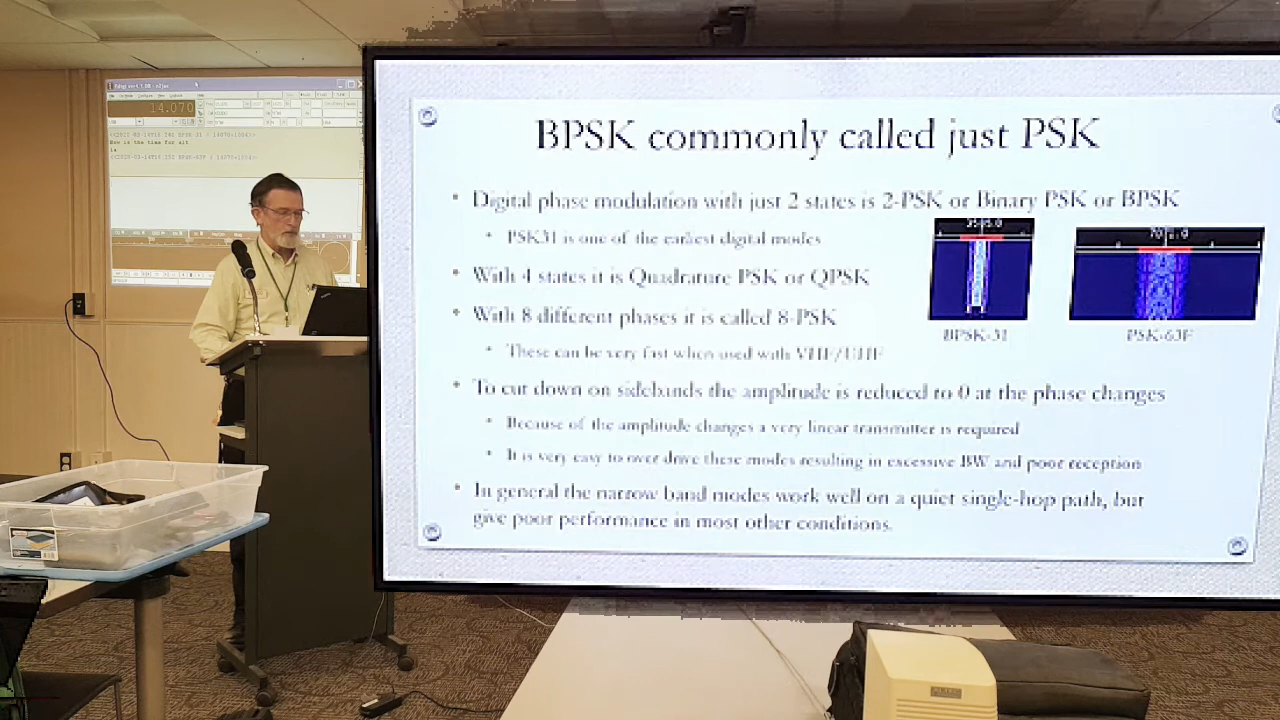 14.070
Now is the time for all
BPSK commonly called just PSK
Digital phase modulation with just 2 states is 2-PSK or Binary PSK or BPSK
PSK31 is one of the earliest digital modes
With 4 states it is Quadrature PSK or QPSK
With 8 different phases it is called 8-PSK
BPSK-31
PSK-63F
These can be very fast when used with VHF/UHF
To cut down on sidebands the amplitude is reduced to 0 at the phase changes
Because of the amplitude changes a very linear transmitter is required
It is very easy to over drive these modes resulting in excessive BW and poor reception
In general the narrow band modes work well on a quiet single-hop path, but
give poor performance in most other conditions.